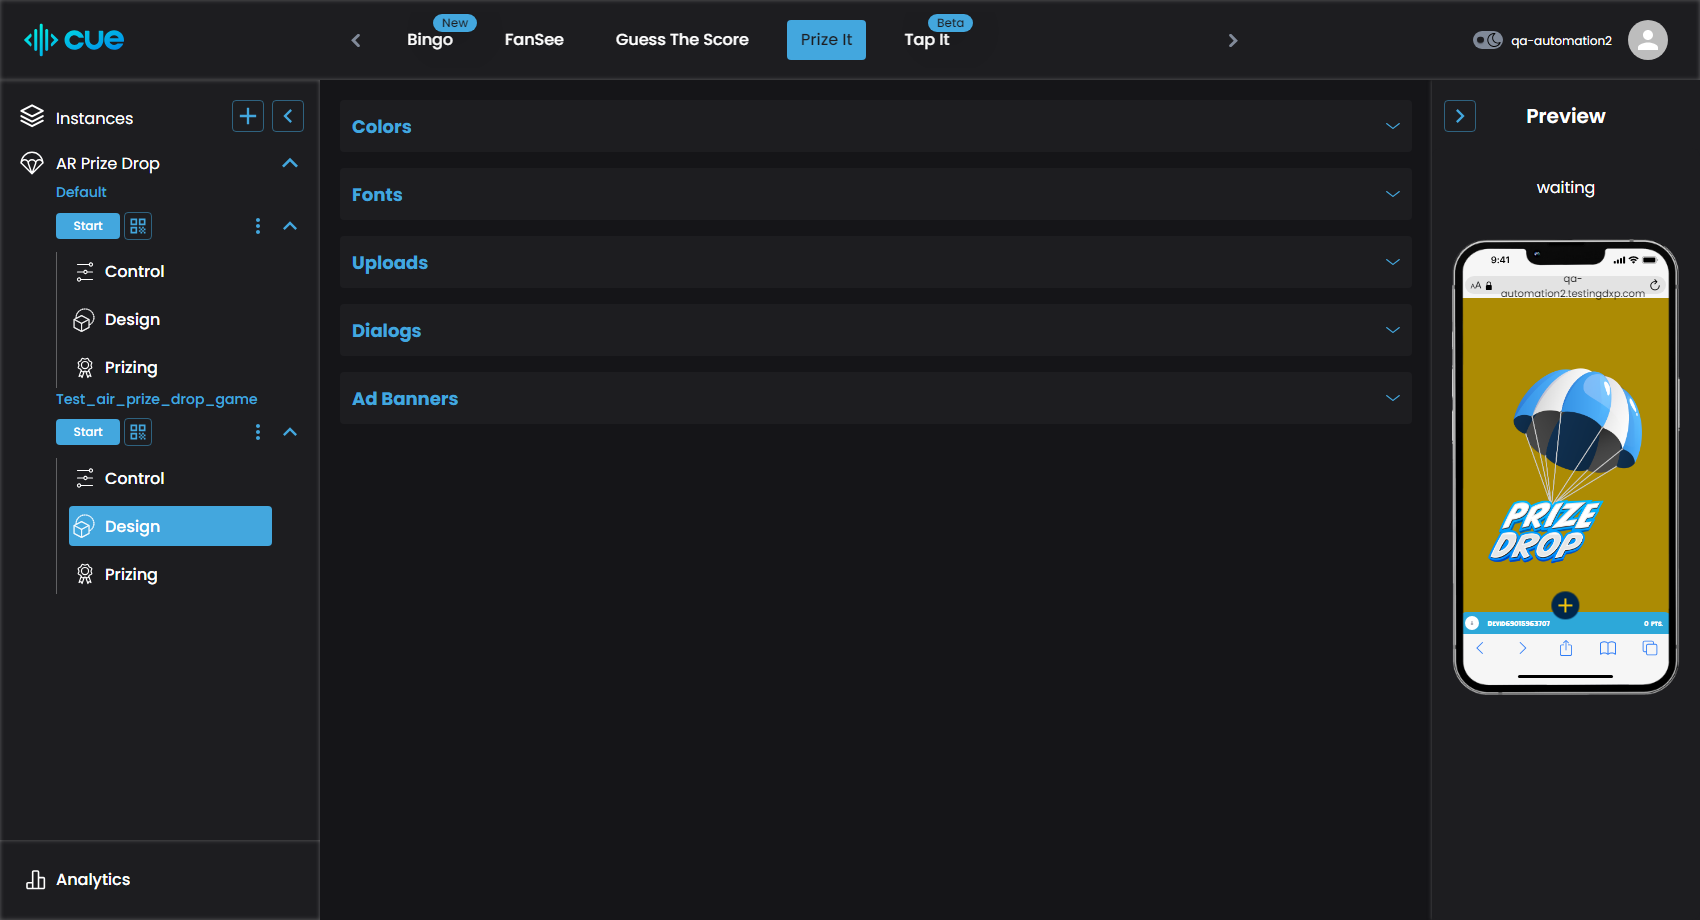 cue
Bingo
New
FanSee
Guess The Score
Prize It
Tap It
Beta
qa-automation2
Instances
AR Prize Drop
Default
Start
Control
Design
Prizing
Test_air_prize_drop_game
Start
Control
Design
Prizing
Analytics
Colors
Fonts
Uploads
Dialogs
Ad Banners
Preview
waiting
9:41
AA
qa-
automation2.testingdxp.com
PRIZE
DROP
0 PTS.